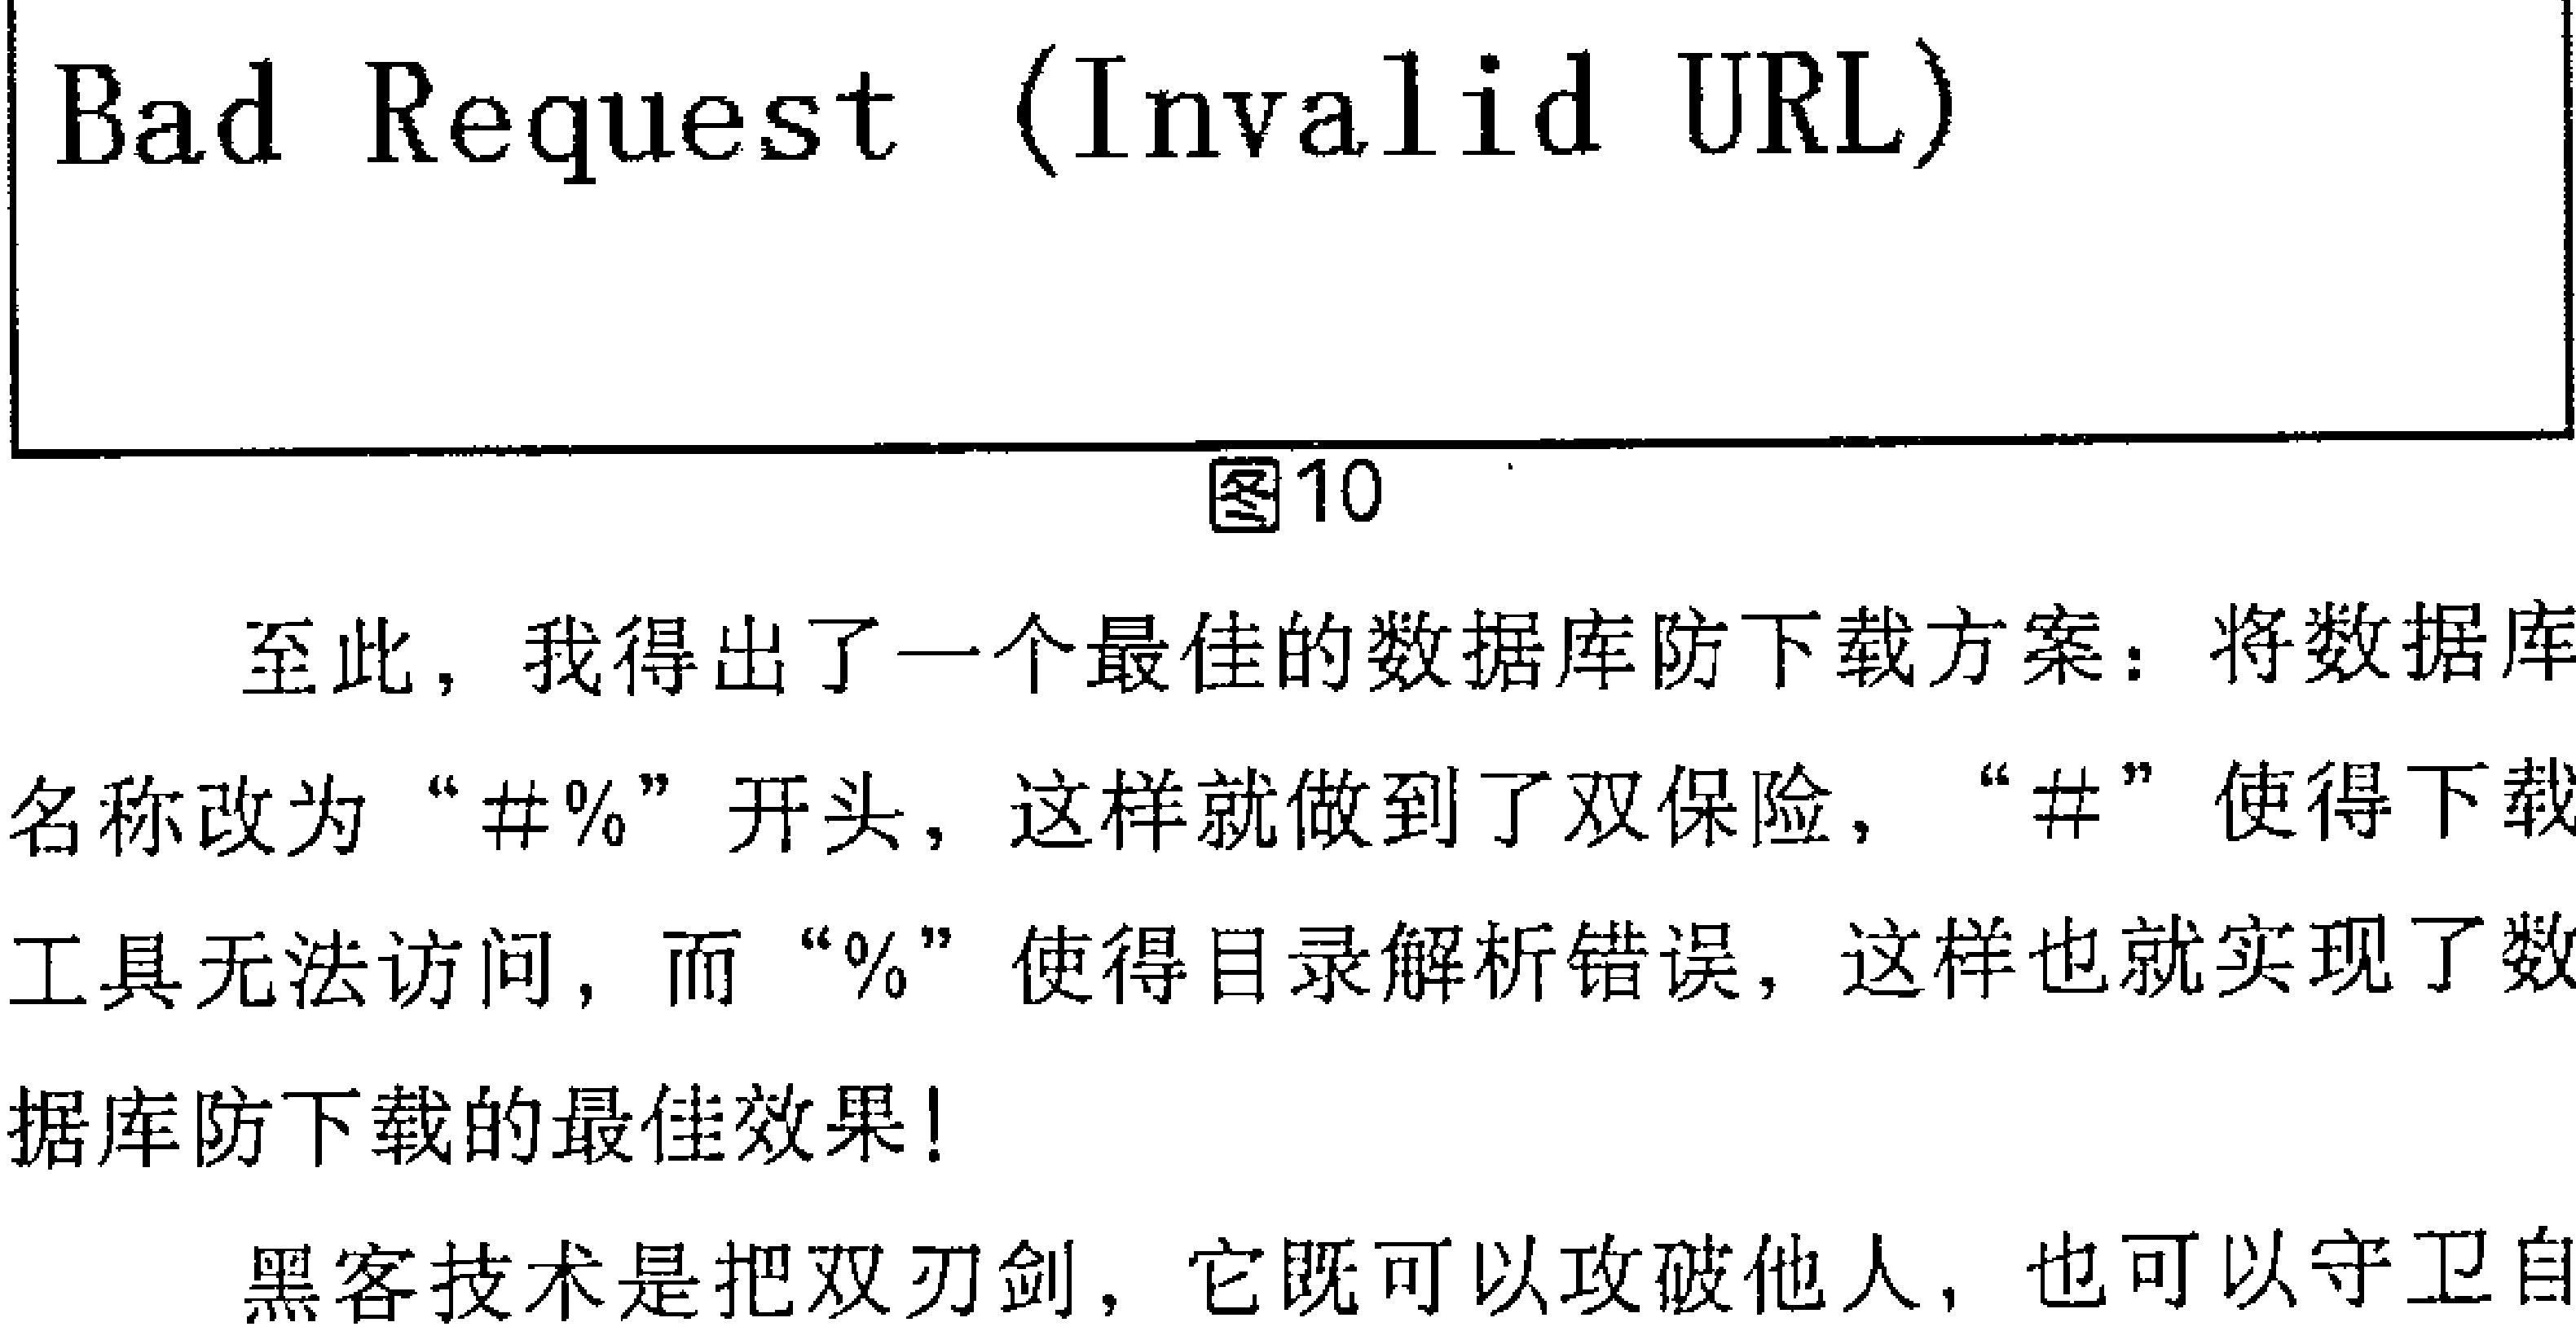 Bad Request (Invalid URL)
图10
至此，我得出了一个最佳的数据库防下载方案：将数据库
名称改为“#%”开头，这样就做到了双保险，“#”使得下载
工具无法访问，而“%”使得目录解析错误，这样也就实现了数
据库防下载的最佳效果！
黑客技术是把双刃剑，它既可以攻破他人，也可以守卫自